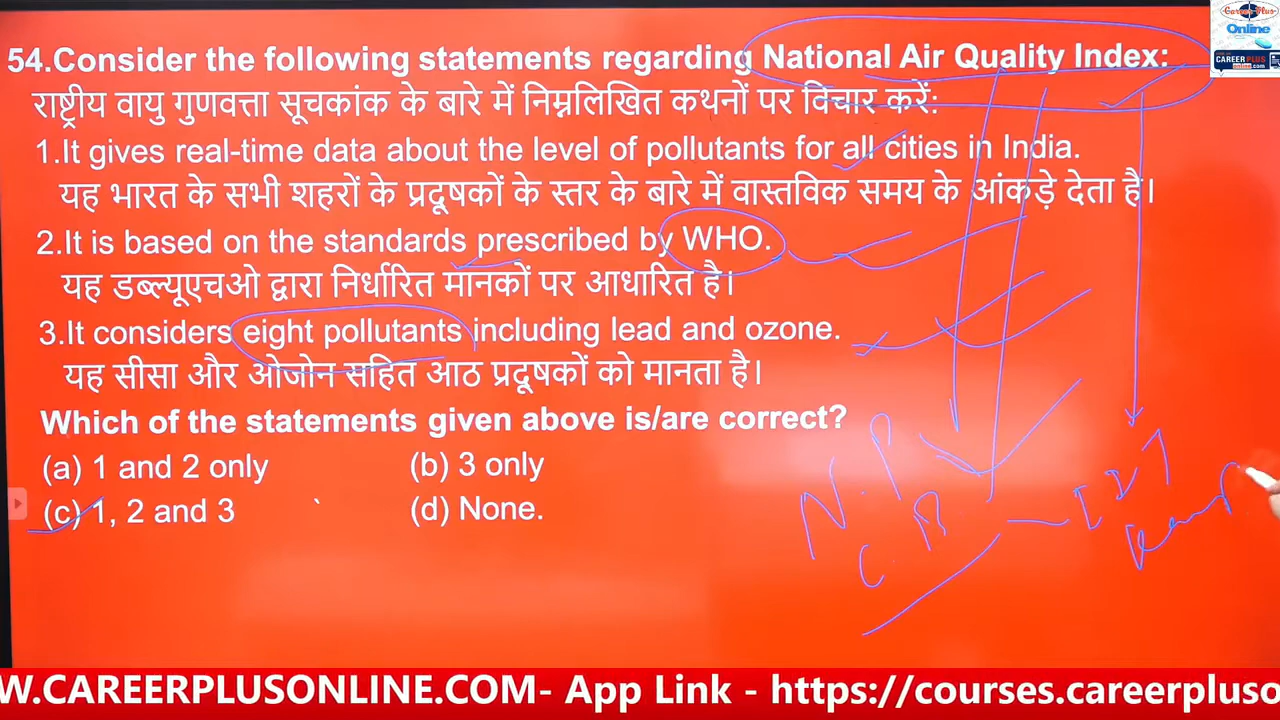 Career Plus
Online
CAREERPLUS
online.com
54.Consider the following statements regarding National Air Quality Index:
राष्ट्रीय वायु गुणवत्ता सूचकांक के बारे में निम्नलिखित कथनों पर विचार करें:
1.It gives real-time data about the level of pollutants for all cities in India.
यह भारत के सभी शहरों के प्रदूषकों के स्तर के बारे में वास्तविक समय के आंकड़े देता है।
2.It is based on the standards prescribed by WHO.
यह डब्ल्यूएचओ द्वारा निर्धारित मानकों पर आधारित है।
3.It considers eight pollutants including lead and ozone.
यह सीसा और ओजोन सहित आठ प्रदूषकों को मानता है।
Which of the statements given above is/are correct?
(a) 1 and 2 only
(b) 3 only
(c) 1, 2 and 3
(d) None.
N.P
C.B
W.CAREERPLUSONLINE.COM- App Link - https://courses.careerpluso